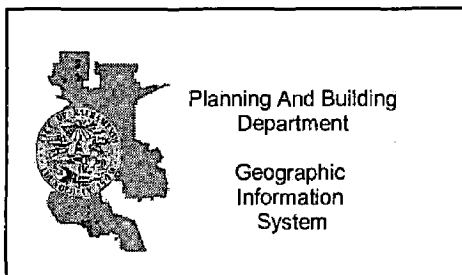 Planning And Building
Department
Geographic
Information
System